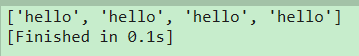 ['hello', 'hello', 'hello', 'hello']
[Finished in 0.1s]